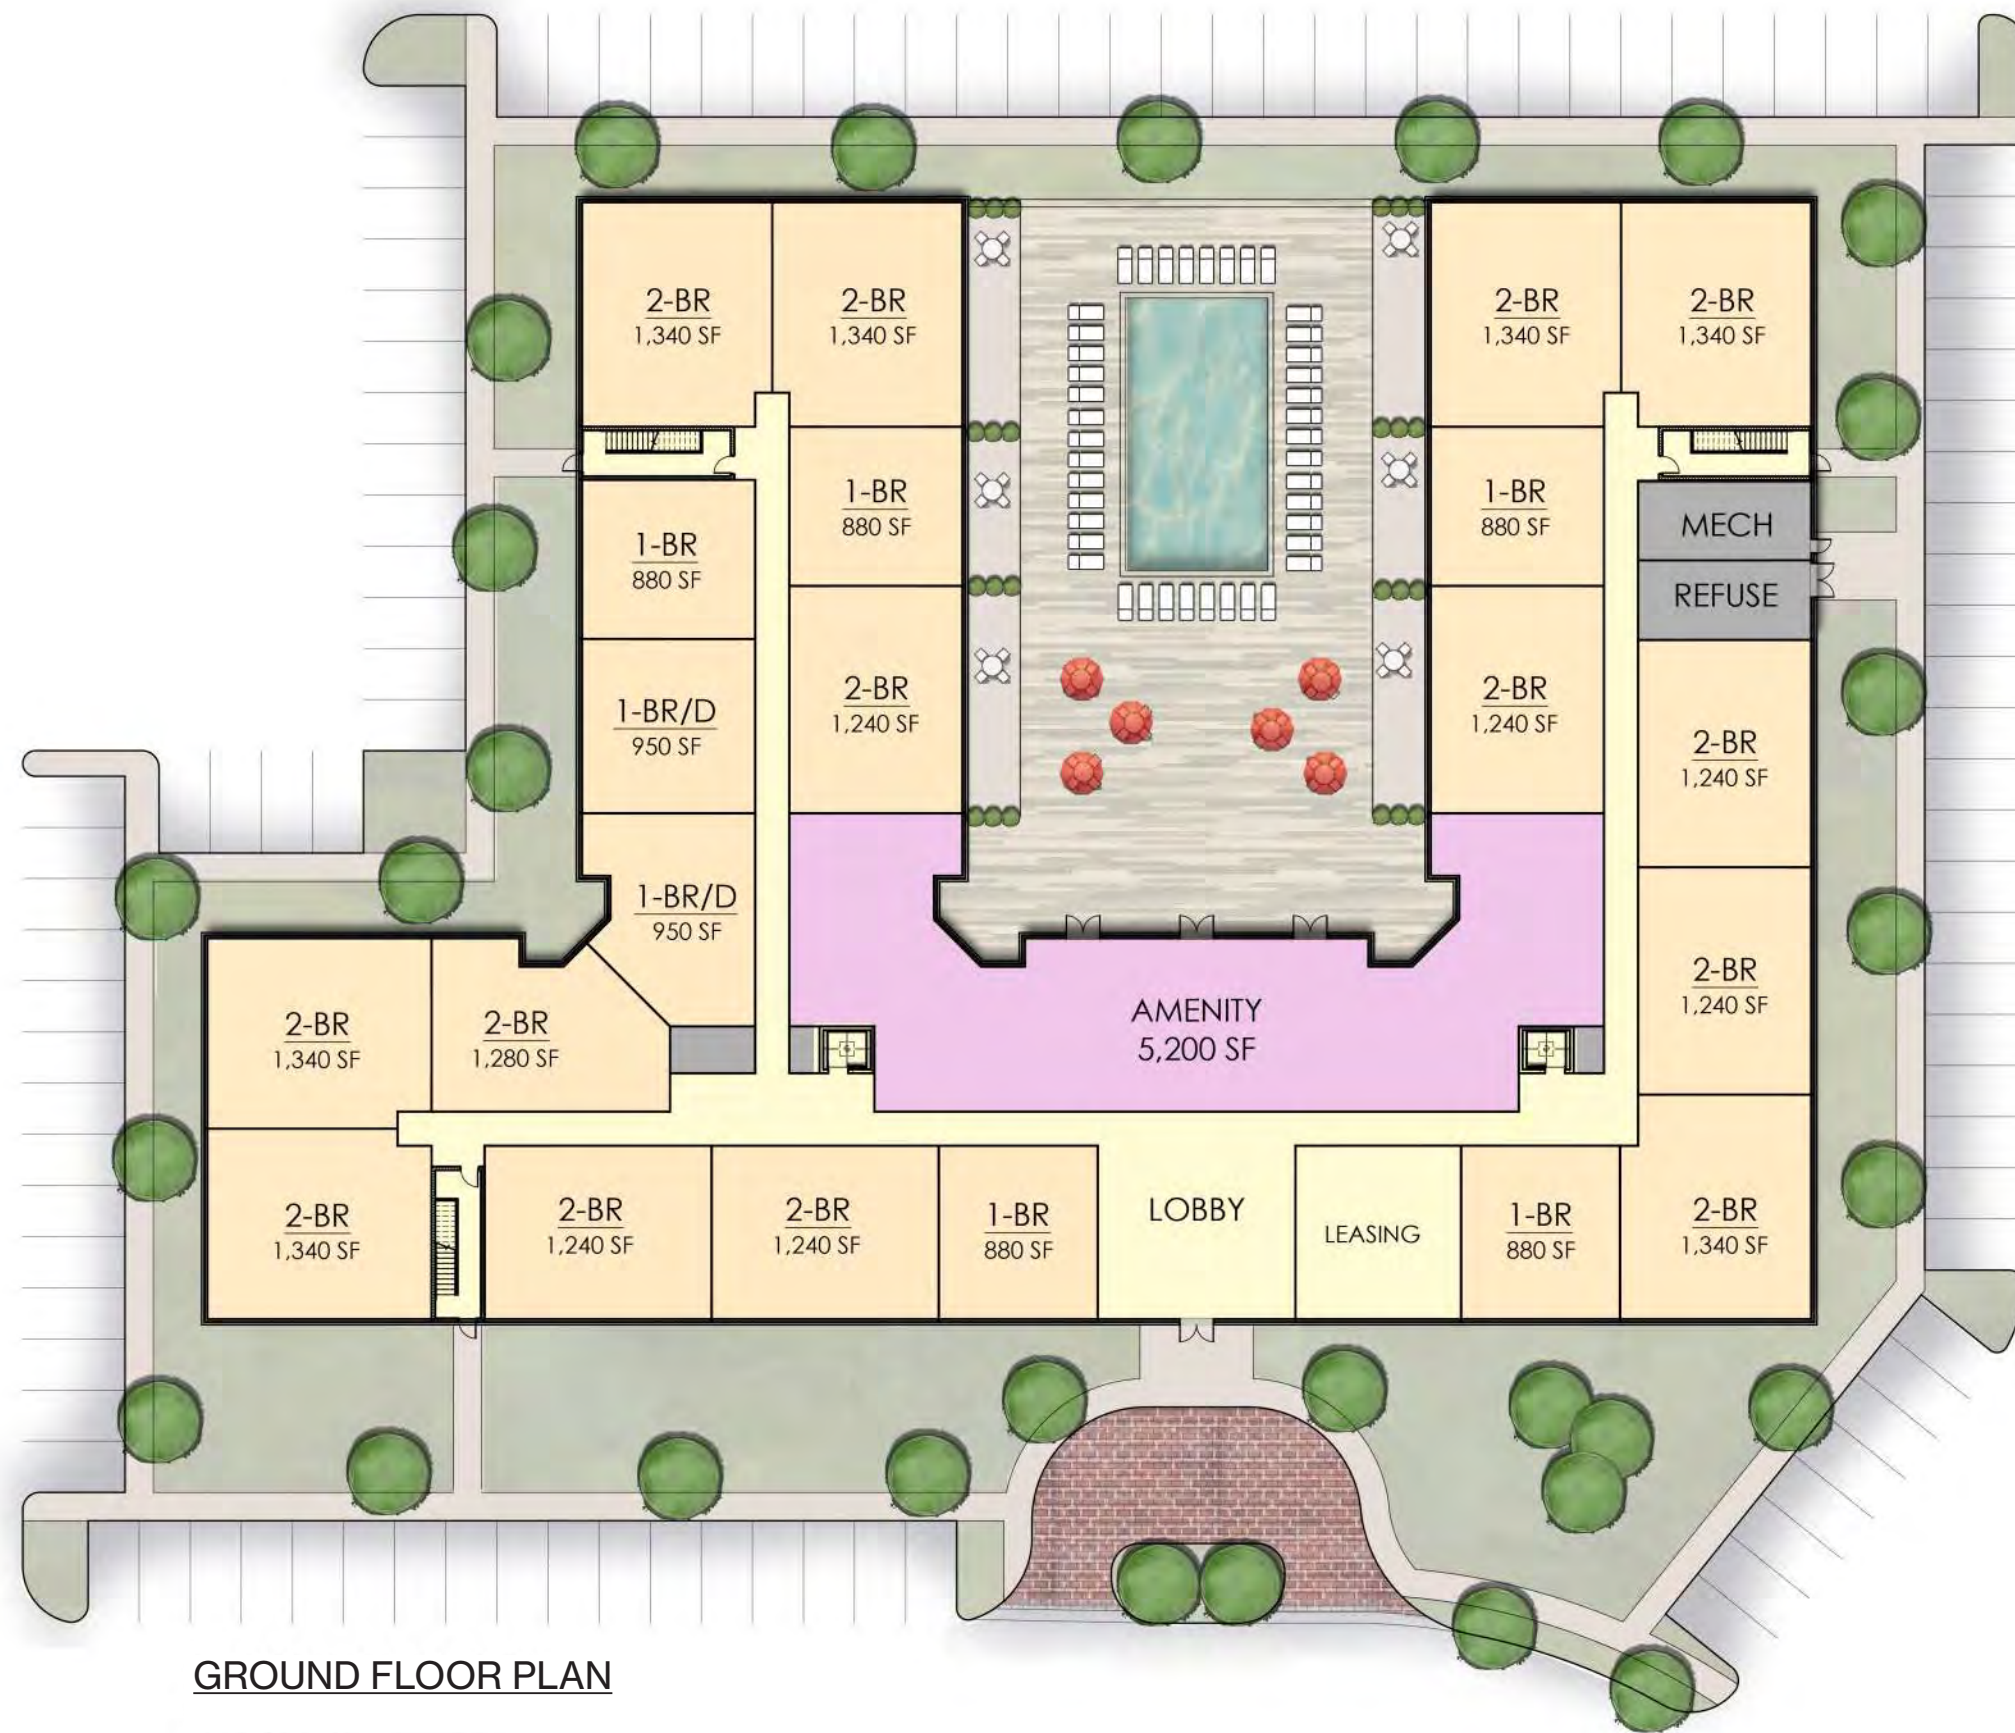 2-BR
1,340 SF
2-BR
1,340 SF
2-BR
1,340 SF
2-BR
1,340 SF
1-BR
880 SF
1-BR
880 SF
MECH
1-BR
880 SF
REFUSE
2-BR
1,240 SF
2-BR
1,240 SF
1-BR/D
950 SF
2-BR
1,240 SF
1-BR/D
950 SF
2-BR
1,240 SF
AMENITY
5,200 SF
2-BR
1,340 SF
2-BR
1,280 SF
2-BR
1,340 SF
2-BR
1,240 SF
2-BR
1,240 SF
1-BR
880 SF
LOBBY
LEASING
1-BR
880 SF
2-BR
1,340 SF
GROUND FLOOR PLAN